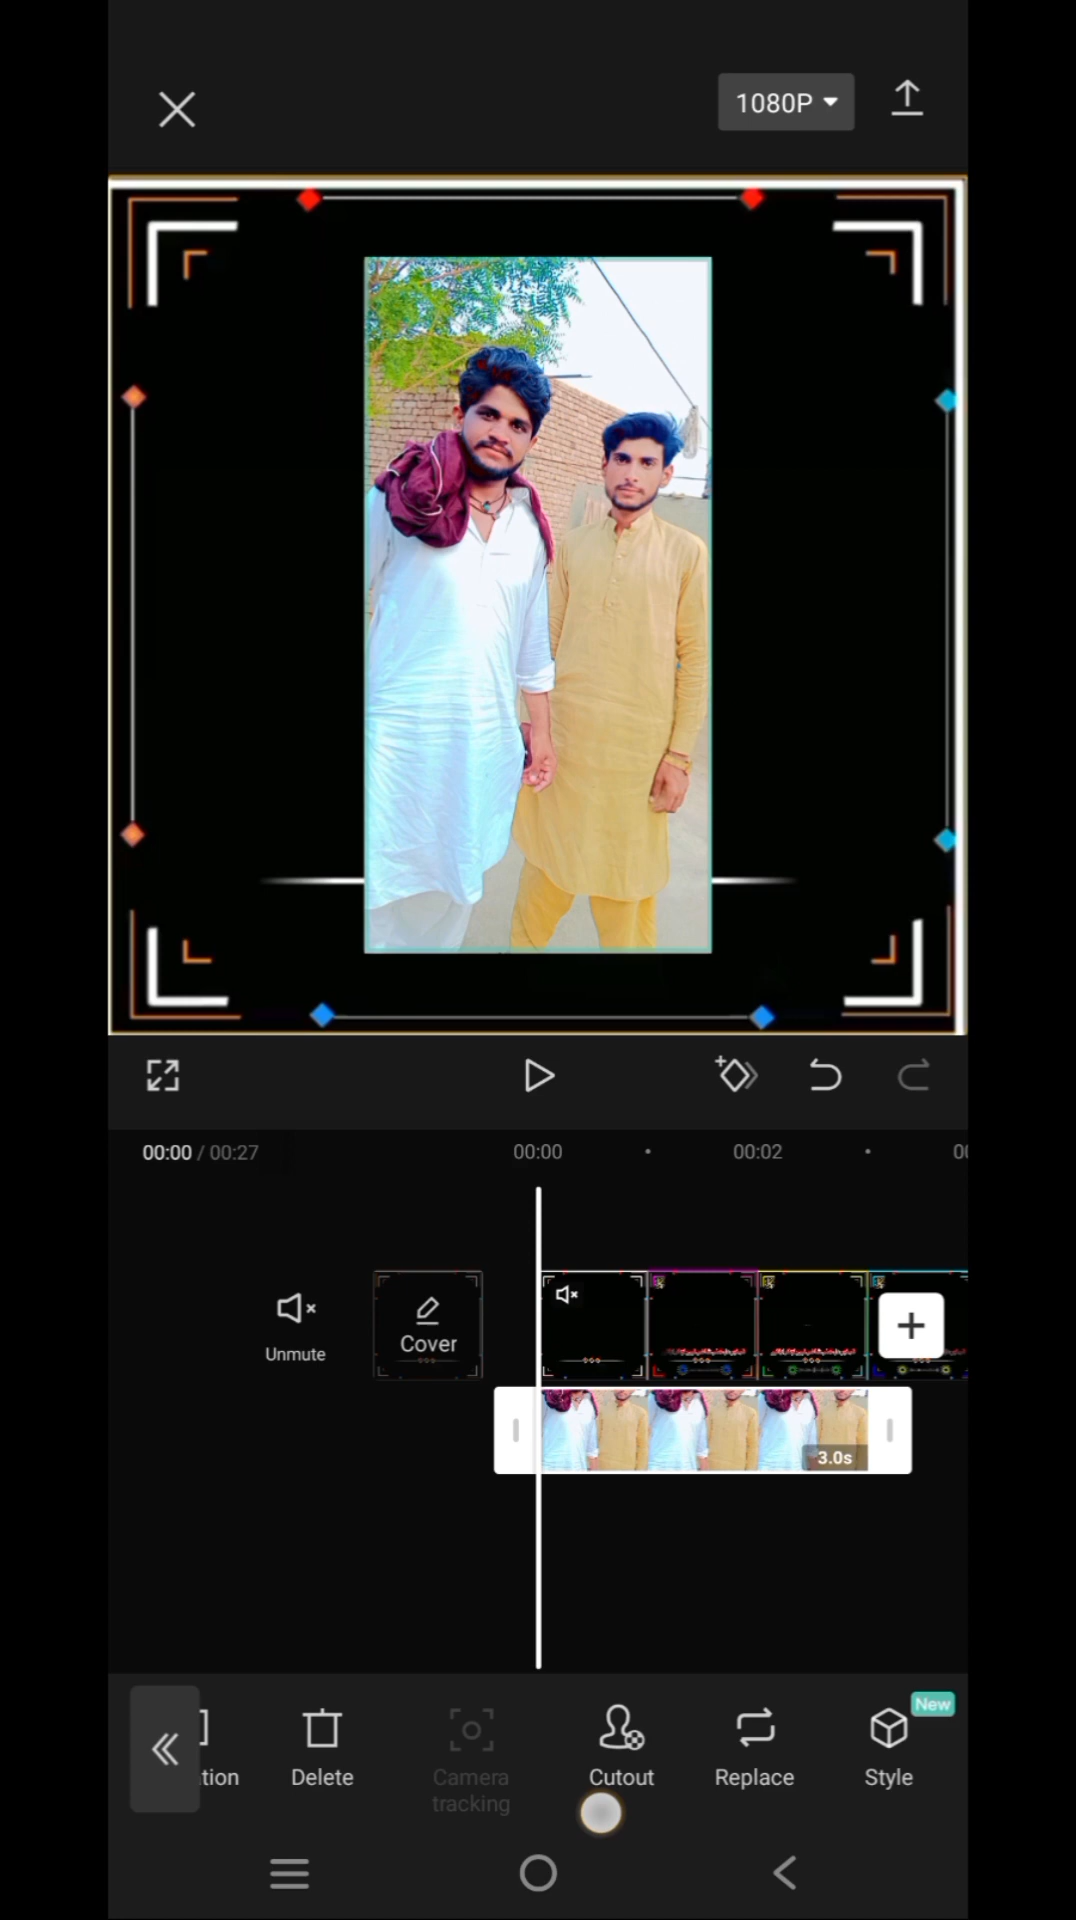 1080P
00:00 / 00:27
00:00
00:02
00
Unmute
Cover
3.0s
New
tion
Delete
Camera
tracking
Cutout
Replace
Style